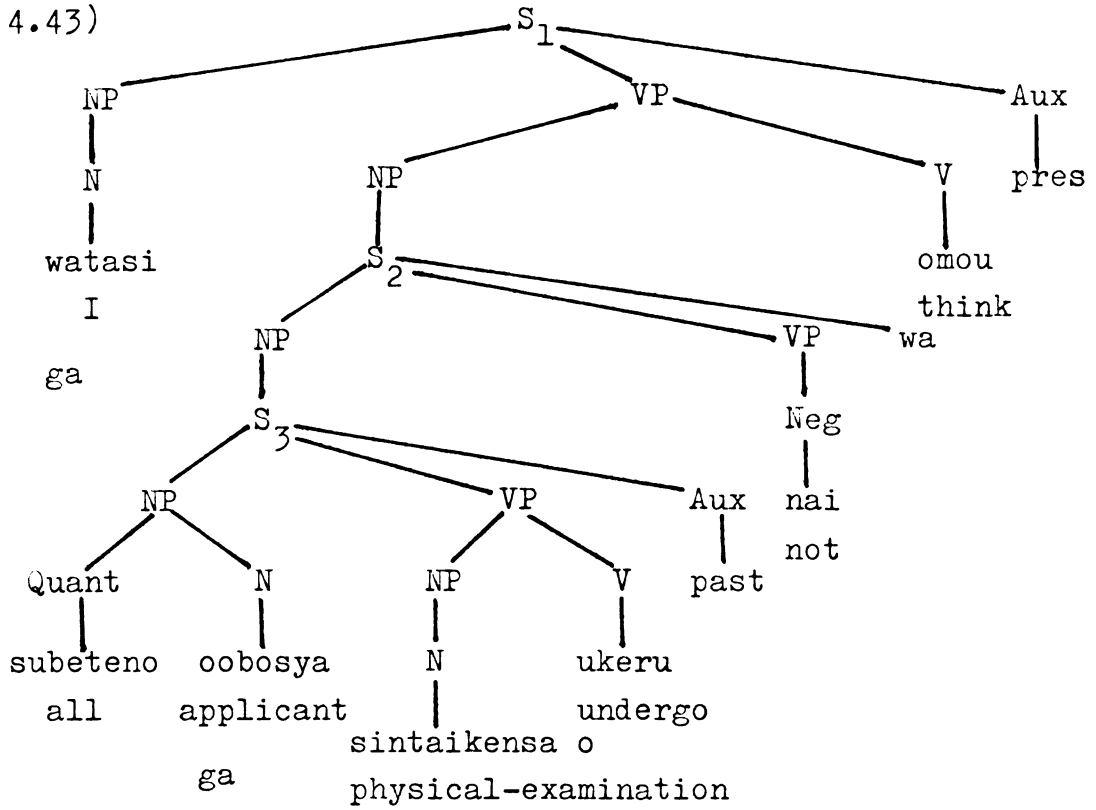 4.43)
S1
NP VP Aux
N NP V pres
watasi S2 omou
I think
NP VP wa
ga
S3 Neg
NP VP Aux nai
not
Quant N NP V past
subeteno oobosya N ukeru
all applicant undergo
sintaikensa o
ga
physical-examination